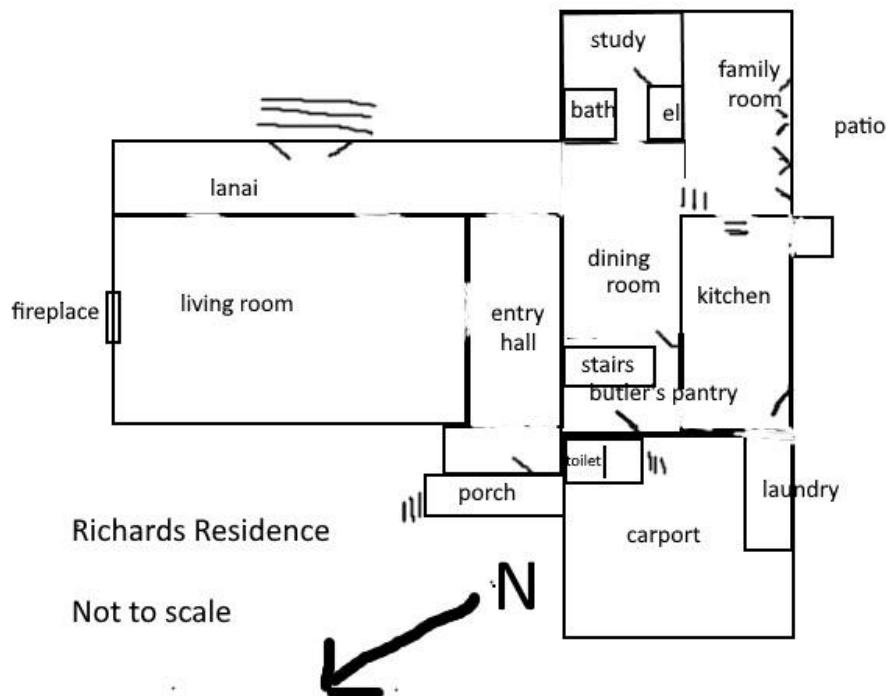 study
family
room
bath
el
patio
lanai
dining
room
living room
kitchen
fireplace
entry
hall
stairs
butler's pantry
toilet
porch
laundry
carport
Richards Residence
N
Not to scale